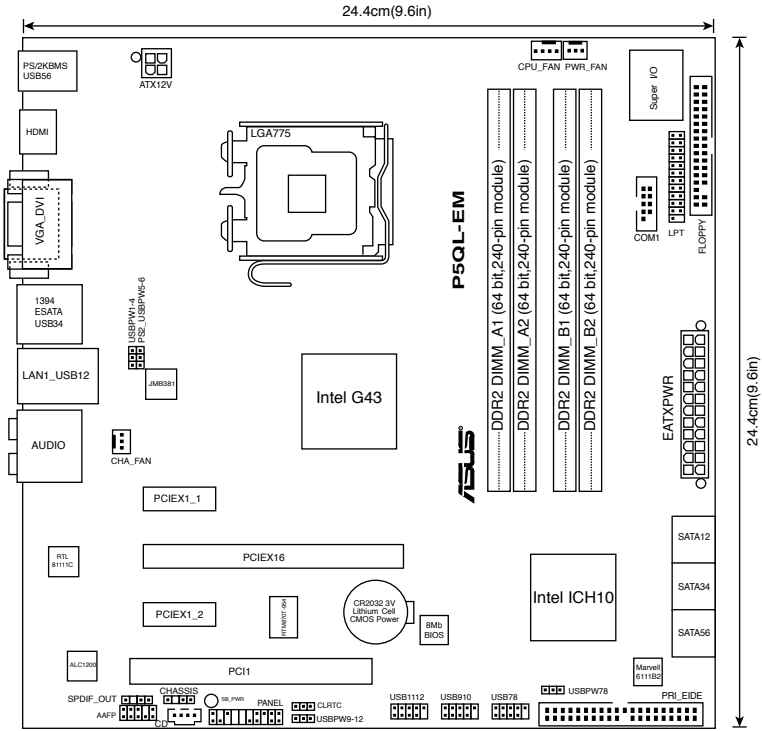 24.4cm(9.6in)
PS/2KBMS
USB56
ATX12V
CPU_FAN
PWR_FAN
Super I/O
HDMI
LGA775
VGA_DVI
P5QL-EM
DDR2 DIMM_A1 (64 bit,240-pin module)
DDR2 DIMM_A2 (64 bit,240-pin module)
DDR2 DIMM_B1 (64 bit,240-pin module)
DDR2 DIMM_B2 (64 bit,240-pin module)
COM1
LPT
FLOPPY
1394
ESATA
USB34
USBPW1-4
PS2_USBPW5-6
LAN1_USB12
JMB381
Intel G43
EATXPWR
24.4cm(9.6in)
AUDIO
CHA_FAN
ASUS
PCIEX1_1
SATA12
RTL
8111C
PCIEX16
SATA34
PCIEX1_2
RTM870T-954
CR2032 3V
Lithium Cell
CMOS Power
8Mb
BIOS
Intel ICH10
SATA56
ALC1200
PCI1
Marvell
6111B2
SPDIF_OUT
CHASSIS
SB_PWR
PANEL
CLRTC
USB1112
USB910
USB78
USBPW78
PRI_EIDE
AAFP
CD
USBPW9-12